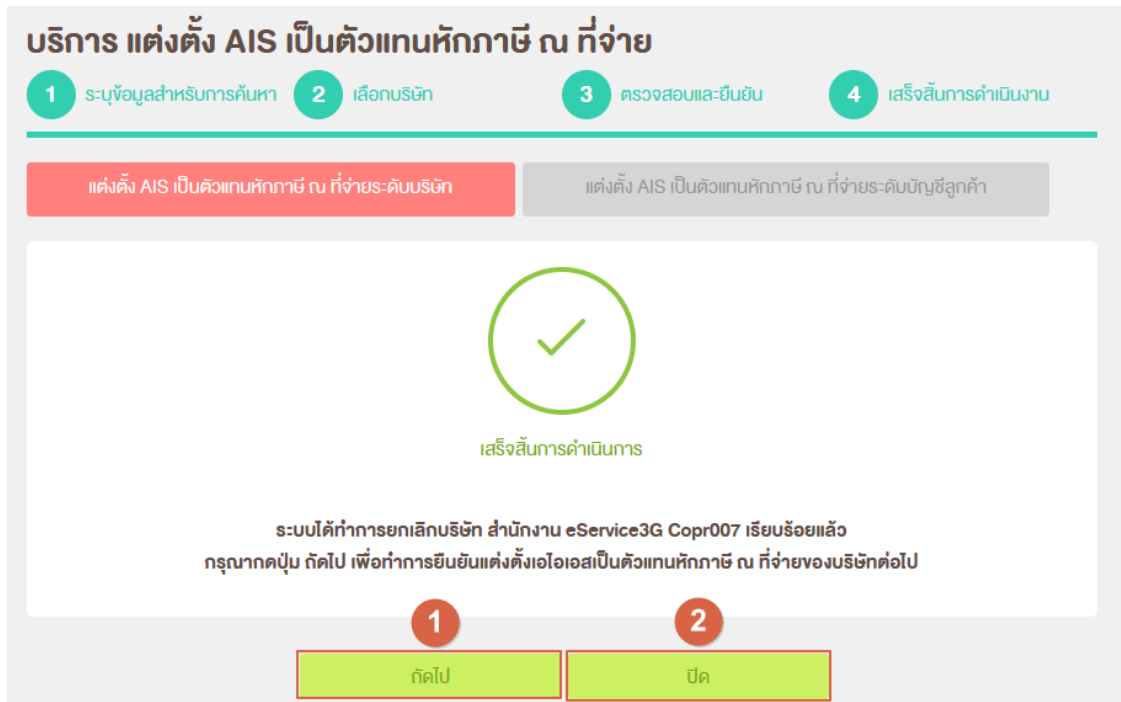 บริการ แต่งตั้ง AIS เป็นตัวแทนหักภาษี ณ ที่จ่าย
1 ระบุข้อมูลสำหรับการค้นหา 2 เลือกบริษัท 3 ตรวจสอบและยืนยัน 4 เสร็จสิ้นการดำเนินงาน
แต่งตั้ง AIS เป็นตัวแทนหักภาษี ณ ที่จ่ายระดับบริษัท แต่งตั้ง AIS เป็นตัวแทนหักภาษี ณ ที่จ่ายระดับบัญชีลูกค้า
เสร็จสิ้นการดำเนินการ
ระบบได้ทำการยกเลิกบริษัท สำนักงาน eService3G Copr007 เรียบร้อยแล้ว
กรุณากดปุ่ม ถัดไป เพื่อทำการยืนยันแต่งตั้งเอไอเอสเป็นตัวแทนหักภาษี ณ ที่จ่ายของบริษัทต่อไป
1 2
ถัดไป ปิด